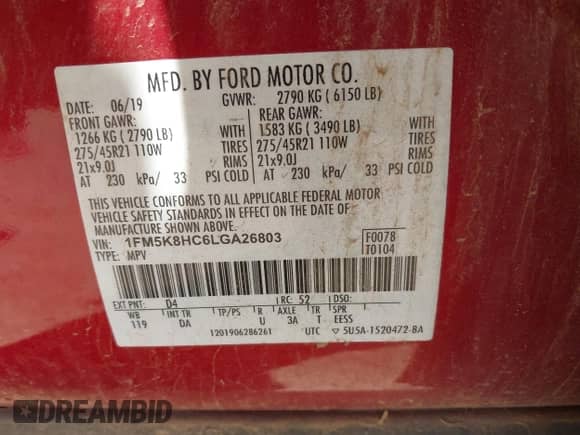 MFD. BY FORD MOTOR CO.
DATE: 06/19 GVWR: 2790 KG ( 6150 LB)
FRONT GAWR: REAR GAWR:
1266 KG ( 2790 LB) WITH 1583 KG ( 3490 LB) WITH
275/45R21 110W TIRES 275/45R21 110W TIRES
21x9.0J RIMS 21x9.0J RIMS
AT 230 kPa/ 33 PSI COLD AT 230 kPa/ 33 PSI COLD
THIS VEHICLE CONFORMS TO ALL APPLICABLE FEDERAL MOTOR
VEHICLE SAFETY STANDARDS IN EFFECT ON THE DATE OF
MANUFACTURE SHOWN ABOVE.
VIN: 1FM5K8HC6LGA26803 F0078
TYPE: MPV T0104
EXT PNT: D4 RC: 52 DSO:
WB INT TR TP/PS R AXLE TR SPR
119 DA U 3A T EESS
1201906286261 UTC ▽ 5U5A-1520472-BA
DREAMBID